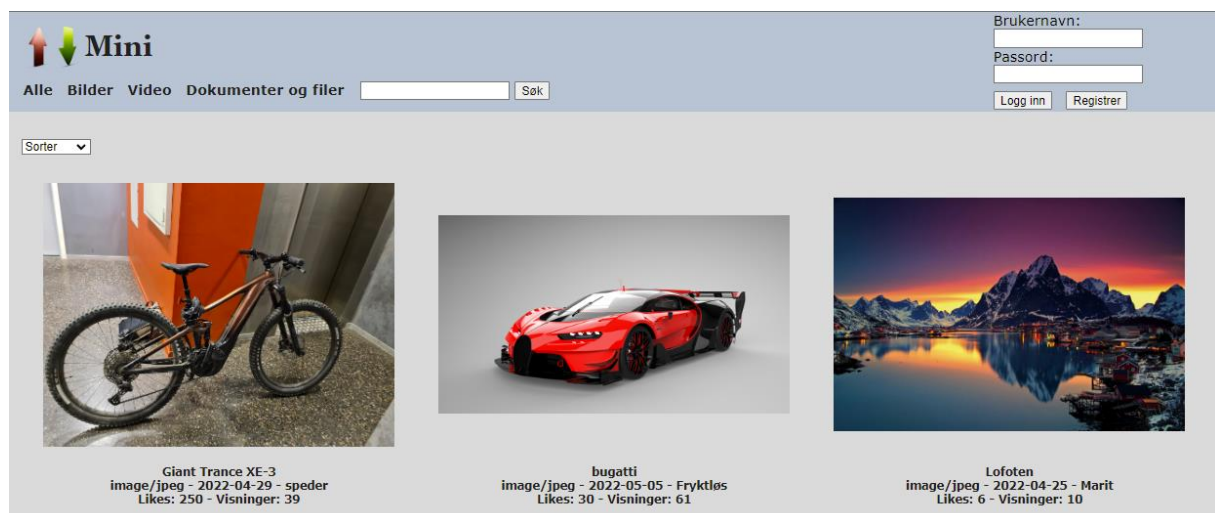 Mini
Brukernavn:
Passord:
Logg inn Registrer
Alle Bilder Video Dokumenter og filer Søk
Sorter
Giant Trance XE-3
image/jpeg - 2022-04-29 - speder
Likes: 250 - Visninger: 39
bugatti
image/jpeg - 2022-05-05 - Fryktløs
Likes: 30 - Visninger: 61
Lofoten
image/jpeg - 2022-04-25 - Marit
Likes: 6 - Visninger: 10